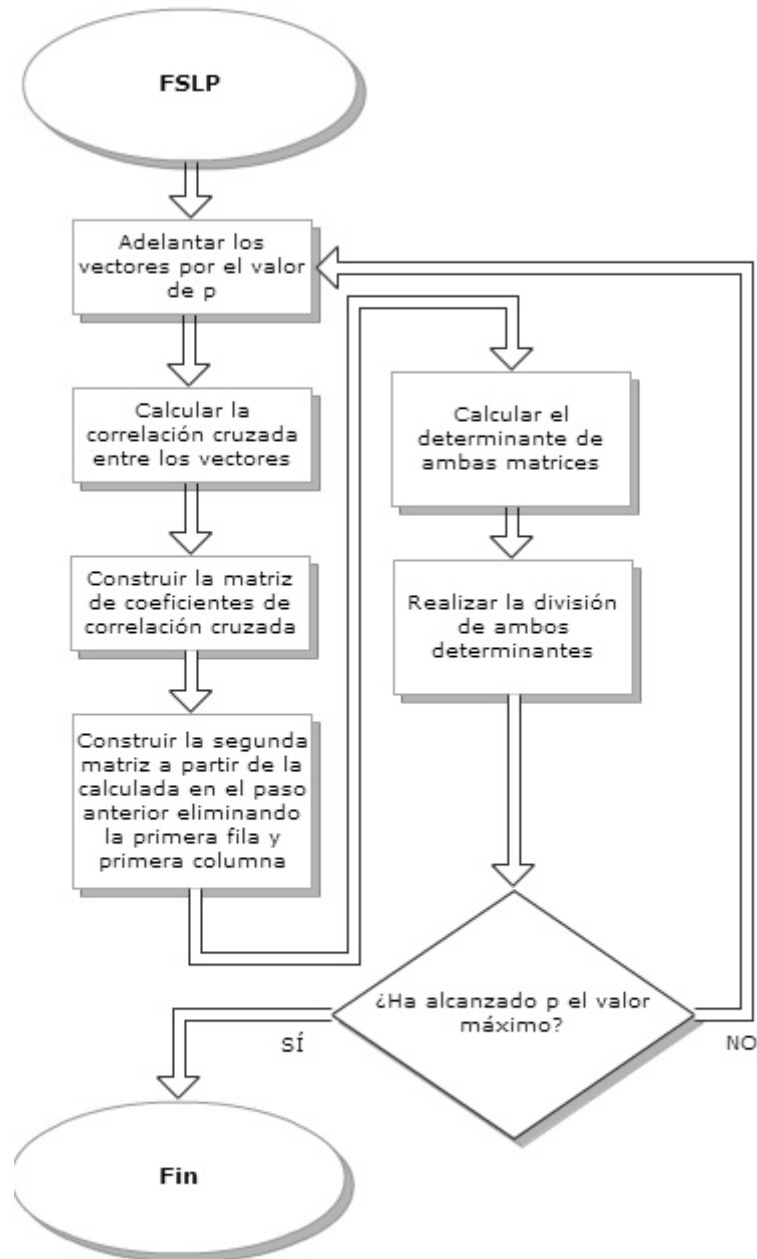 FSLP
Adelantar los
vectores por el valor
de p
Calcular la
correlación cruzada
entre los vectores
Construir la matriz
de coeficientes de
correlación cruzada
Construir la segunda
matriz a partir de la
calculada en el paso
anterior eliminando
la primera fila y
primera columna
Calcular el
determinante de
ambas matrices
Realizar la división
de ambos
determinantes
¿Ha alcanzado p el valor
máximo?
SÍ
NO
Fin